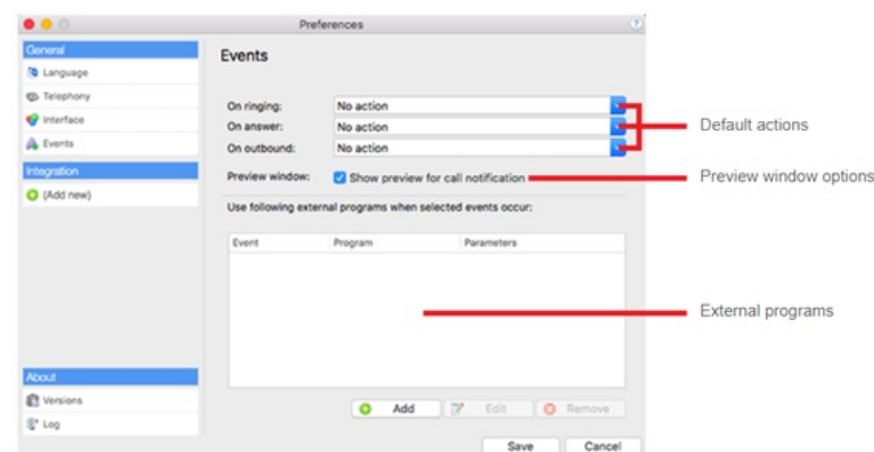 Preferences
?
General
Language
Telephony
Interface
Events
Integration
(Add new)
About
Versions
Log
Events
On ringing: No action
On answer: No action
On outbound: No action
Preview window: Show preview for call notification
Use following external programs when selected events occur:
Event Program Parameters
Add Edit Remove
Save Cancel
Default actions
Preview window options
External programs